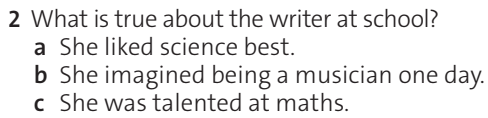 2 What is true about the writer at school?
a She liked science best.
b She imagined being a musician one day.
c She was talented at maths.